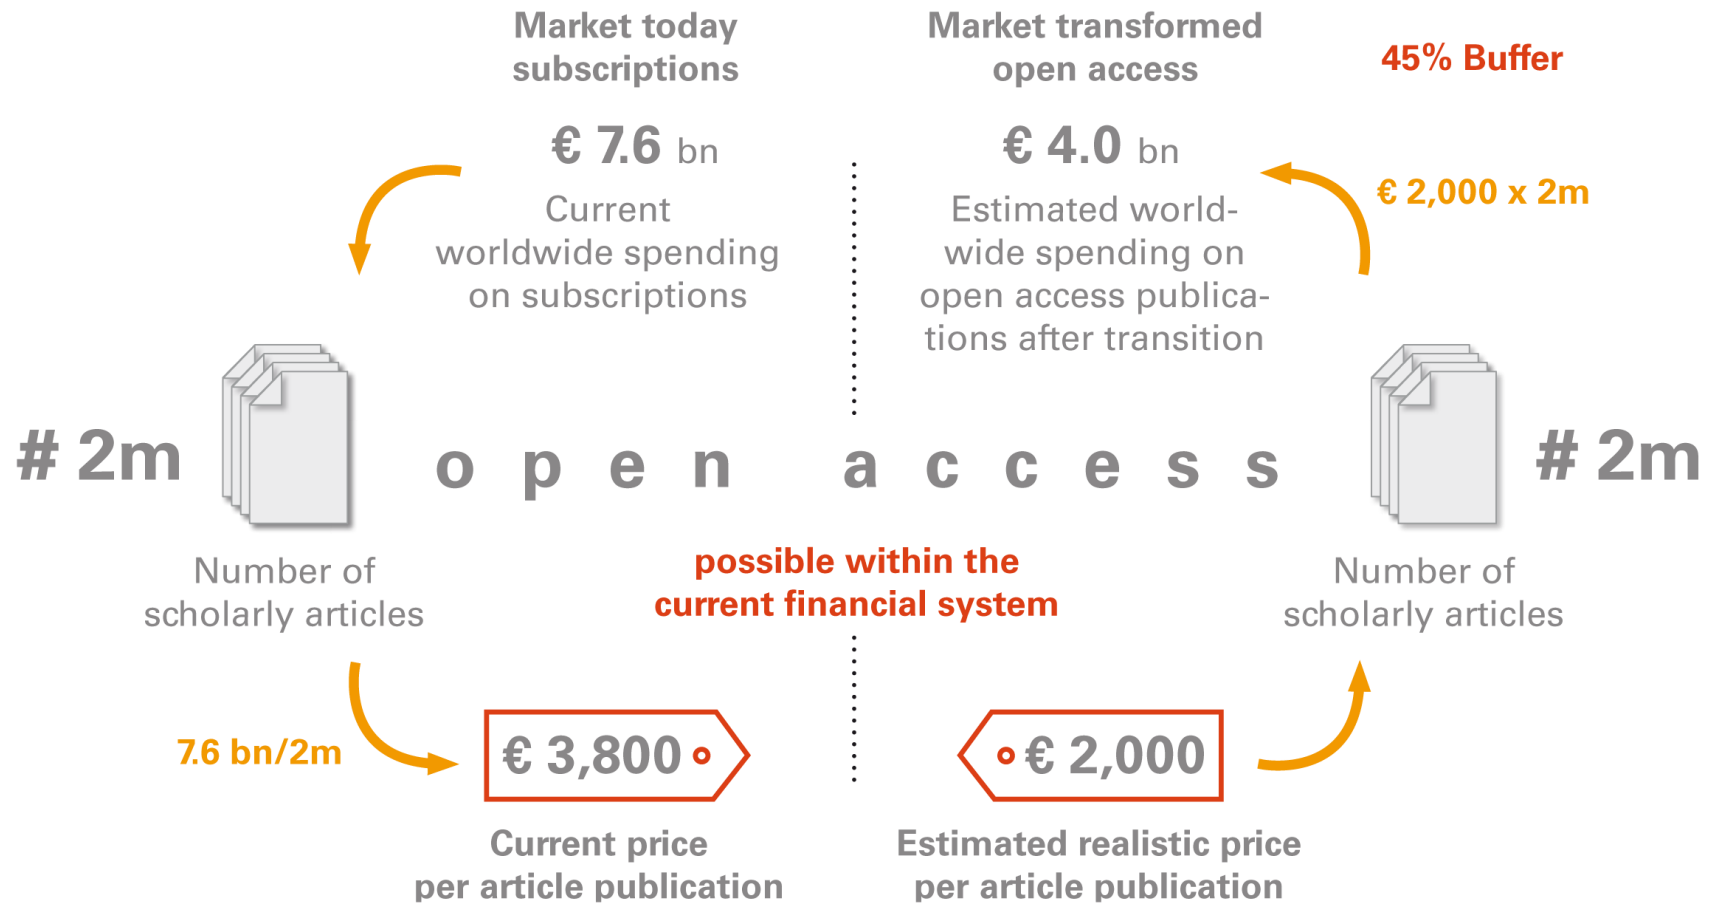 Market today
subscriptions
€ 7.6 bn
Current
worldwide spending
on subscriptions
Market transformed
open access
€ 4.0 bn
Estimated world-
wide spending on
open access publica-
tions after transition
45% Buffer
€ 2,000 x 2m
# 2m
Number of
scholarly articles
open access
possible within the
current financial system
# 2m
Number of
scholarly articles
7.6 bn/2m
€ 3,800
Current price
per article publication
€ 2,000
Estimated realistic price
per article publication